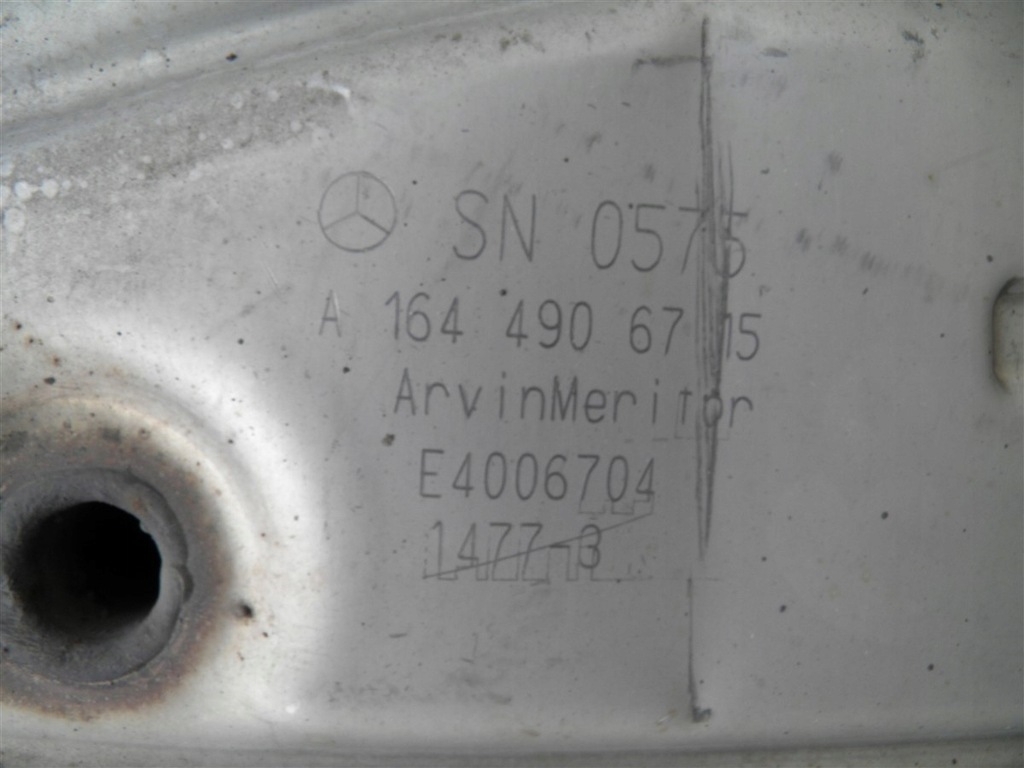 SN 0575
A 164 490 67 15
ArvinMeritor
E4006704
1477-3